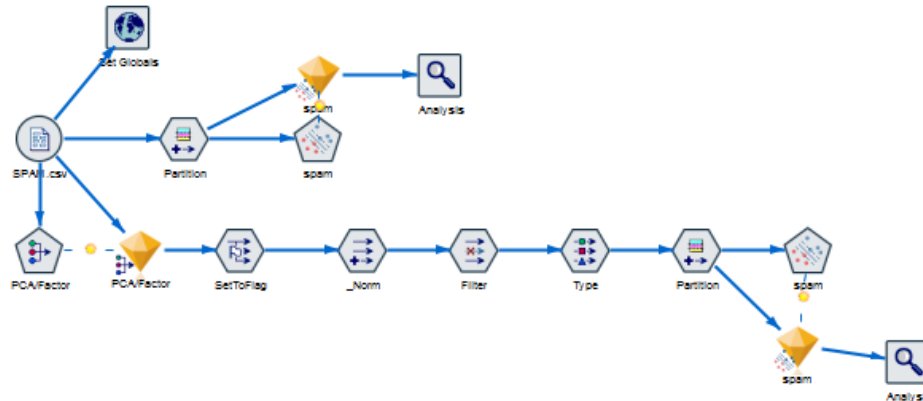 Set Globals
spam
Analysis
SPAM.csv
Partition
spam
PCA/Factor
PCA/Factor
SetToFlag
_Norm
Filter
Type
Partition
spam
spam
Analysis